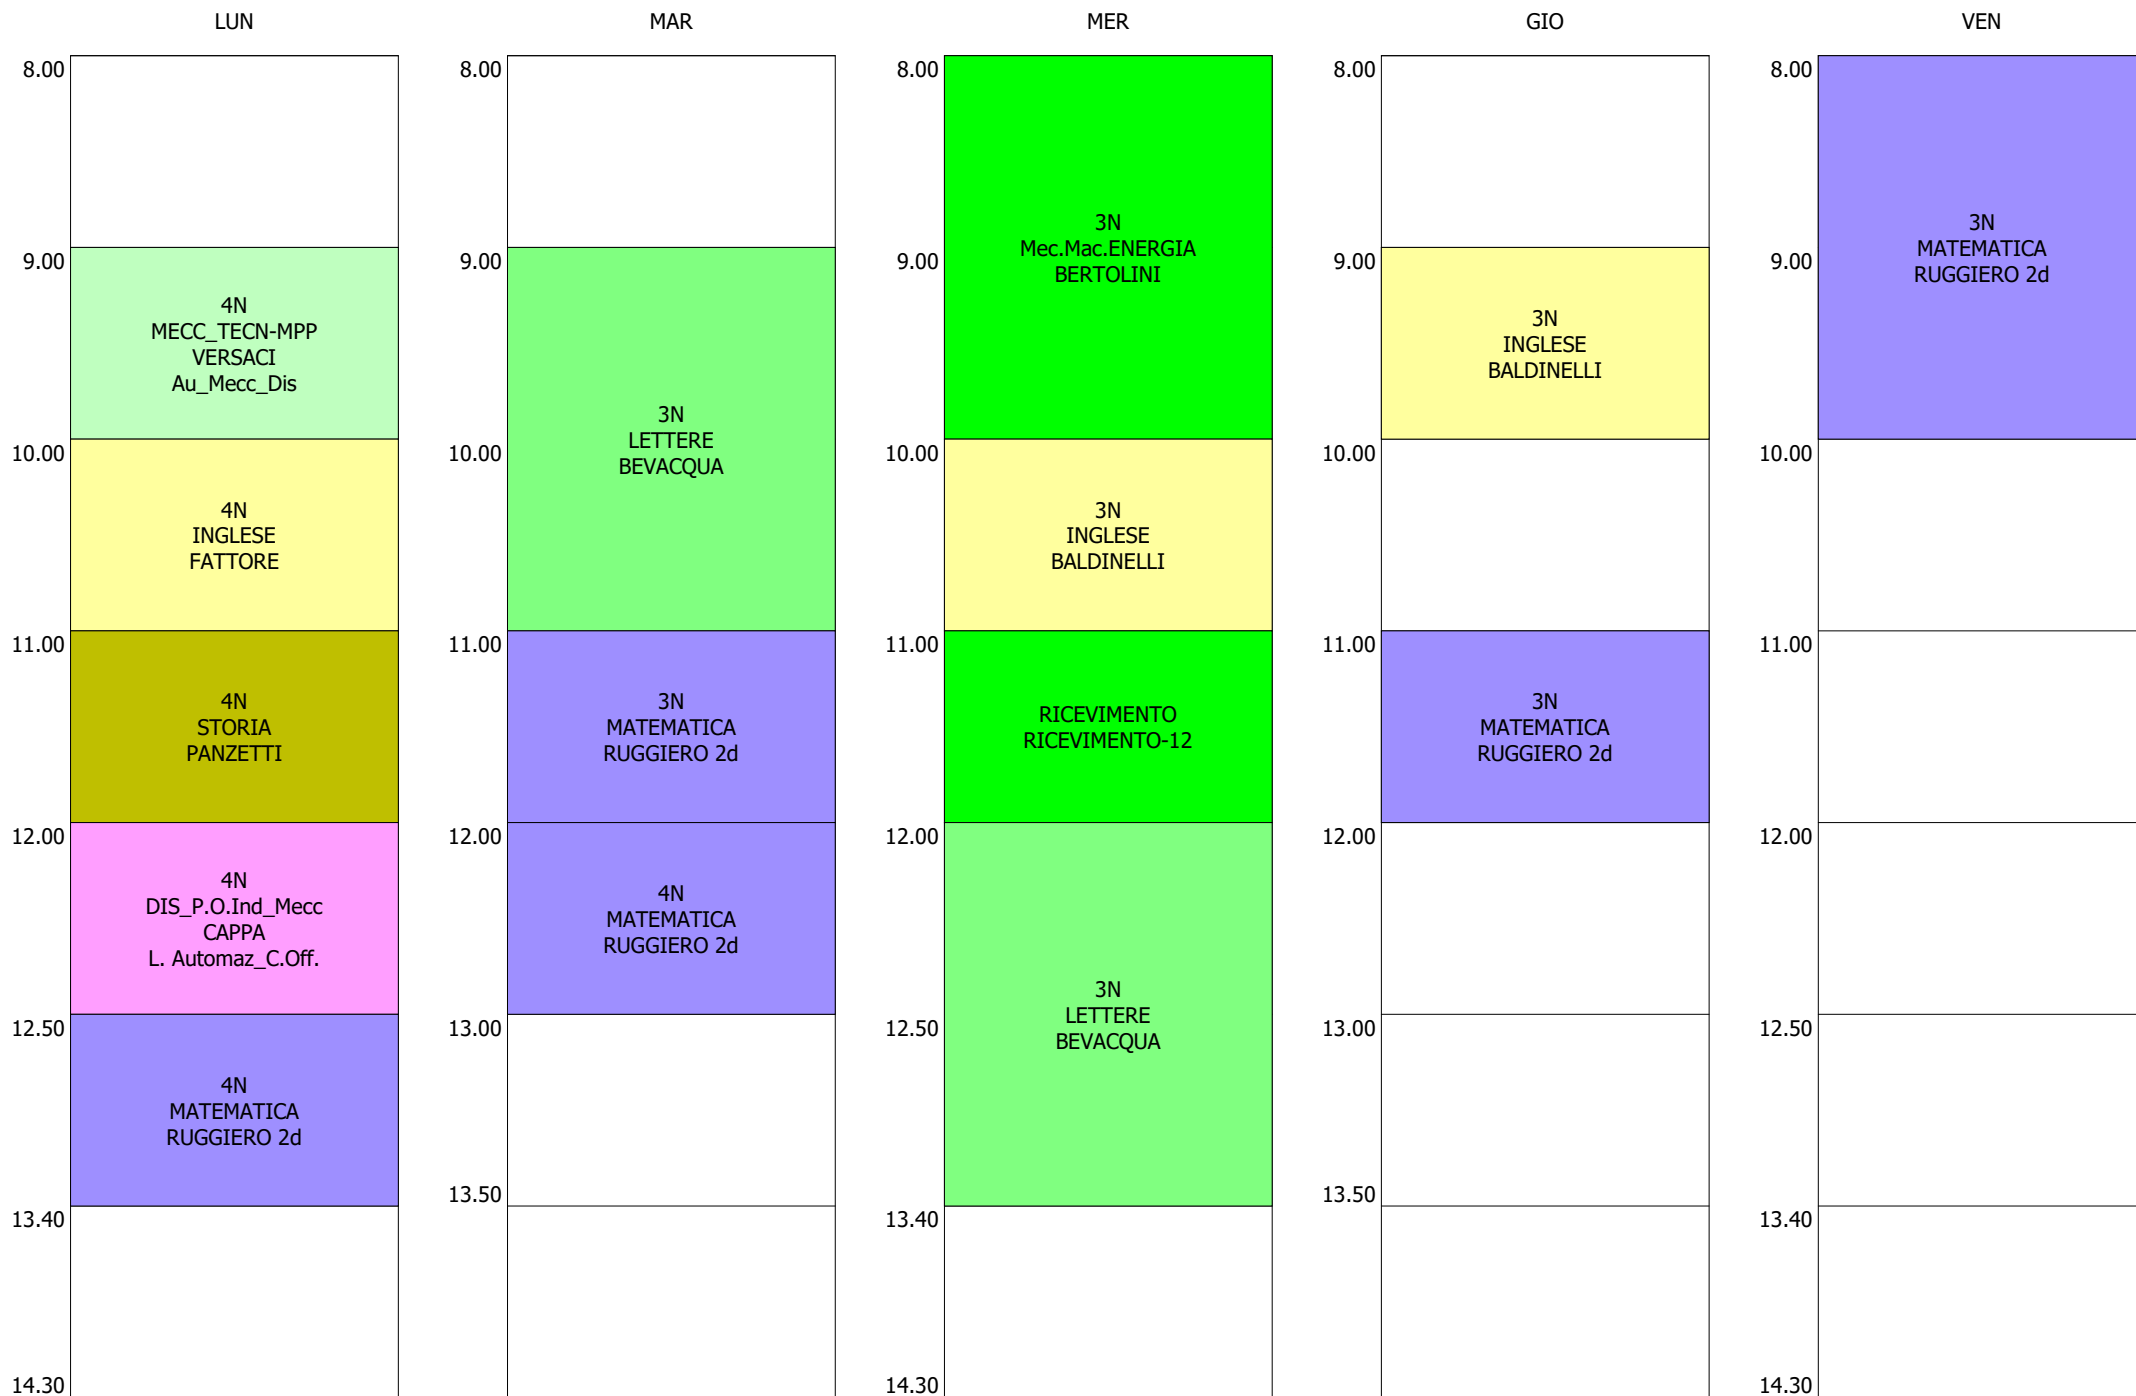 LUN
MAR
MER
GIO
VEN
8.00
9.00
4N
MECC_TECN-MPP
VERSACI
Au_Mecc_Dis
10.00
4N
INGLESE
FATTORE
11.00
4N
STORIA
PANZETTI
12.00
4N
DIS_P.O.Ind_Mecc
CAPPA
L. Automaz_C.Off.
12.50
4N
MATEMATICA
RUGGIERO 2d
13.40
14.30
8.00
9.00
3N
LETTERE
BEVACQUA
10.00
11.00
3N
MATEMATICA
RUGGIERO 2d
12.00
4N
MATEMATICA
RUGGIERO 2d
13.00
13.50
8.00
3N
Mec.Mac.ENERGIA
BERTOLINI
9.00
10.00
3N
INGLESE
BALDINELLI
11.00
RICEVIMENTO
RICEVIMENTO-12
12.00
3N
LETTERE
BEVACQUA
12.50
13.40
14.30
8.00
9.00
3N
INGLESE
BALDINELLI
10.00
11.00
3N
MATEMATICA
RUGGIERO 2d
12.00
13.00
13.50
8.00
3N
MATEMATICA
RUGGIERO 2d
9.00
10.00
11.00
12.00
12.50
13.40
14.30